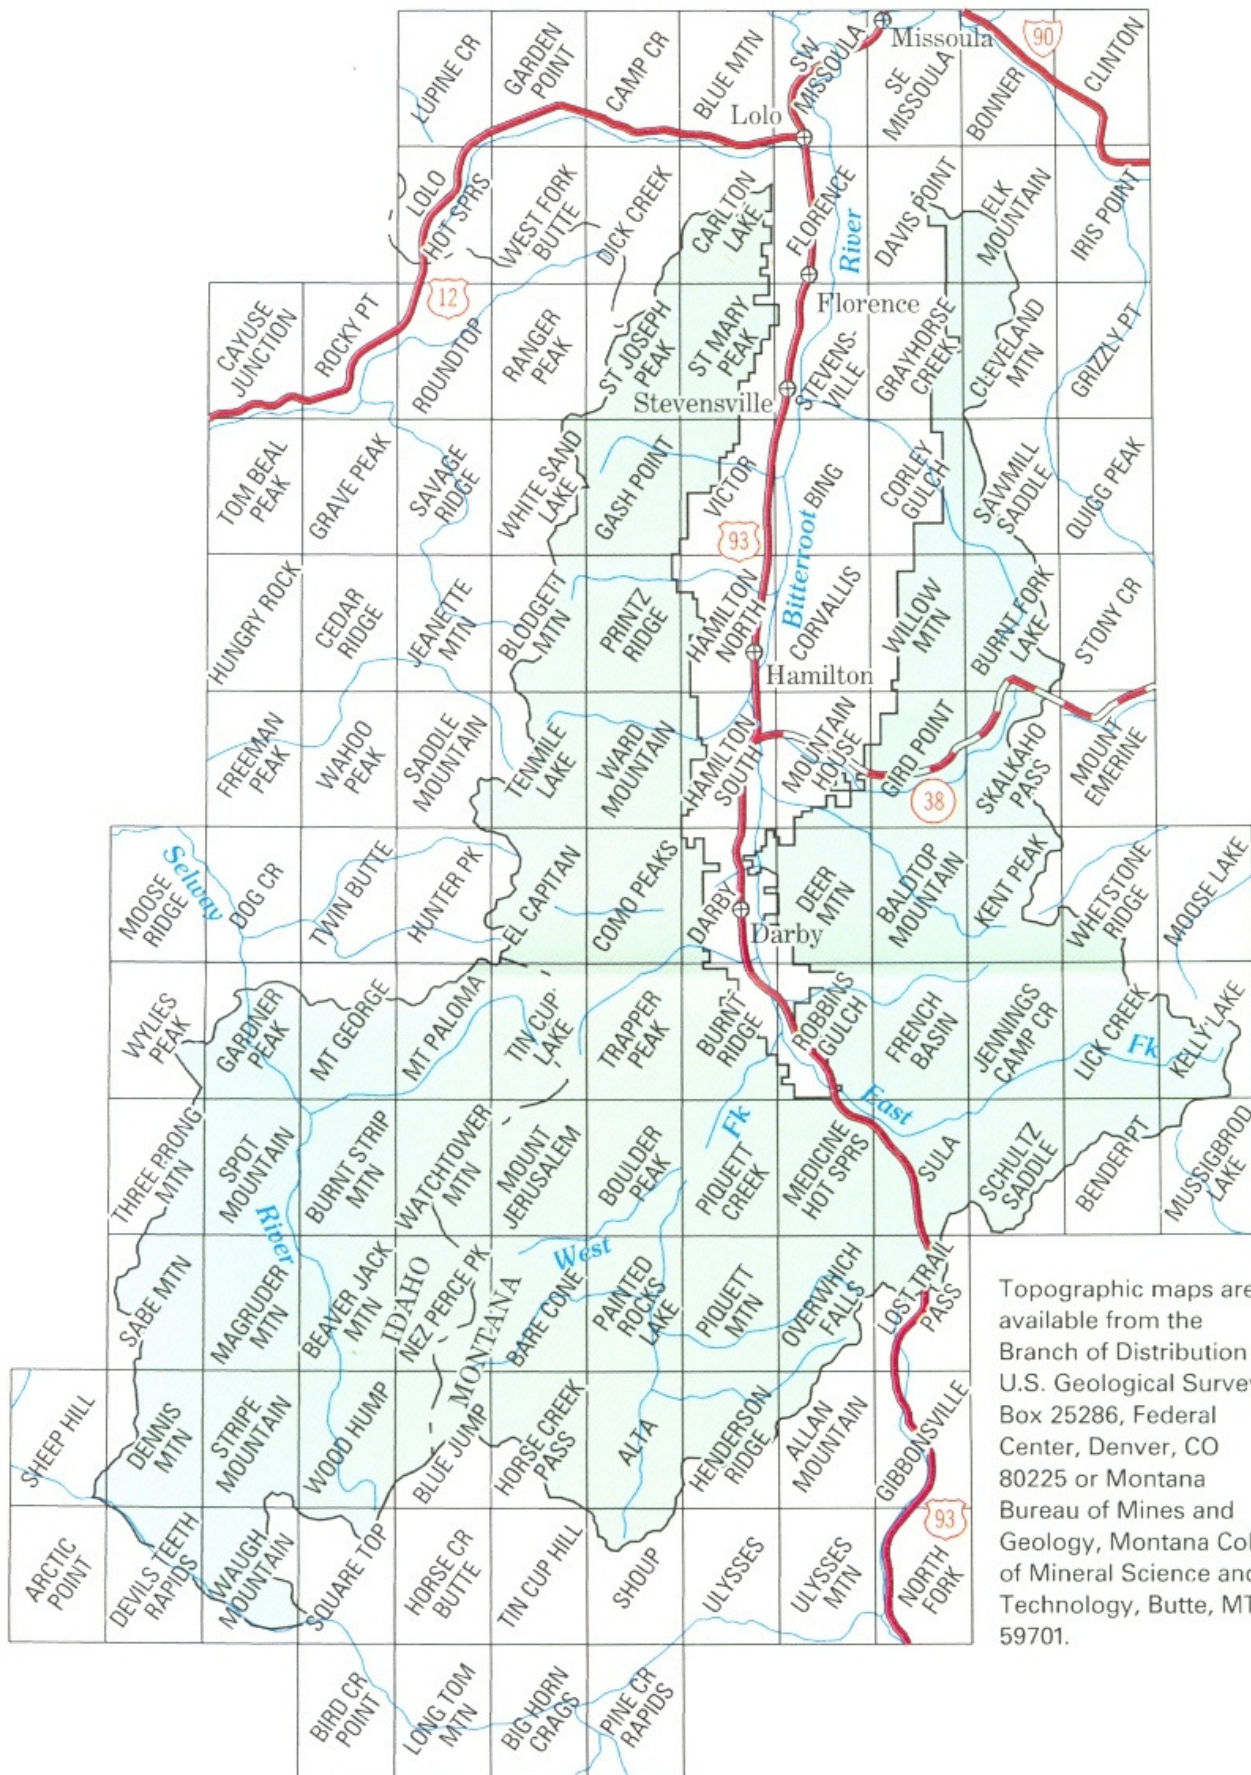 LUPINE CR
GARDEN
POINT
CAMP CR
BLUE MTN
SW
MISSOULA
Missoula
SE
MISSOULA
BONNER
90
CLINTON
Lolo
LOLO
HOT SPRS
WEST FORK
BUTTE
DICK CREEK
CARLTON
LAKE
FLORENCE
River
DAVIS POINT
ELK
MOUNTAIN
IRIS POINT
12
Florence
CAYUSE
JUNCTION
ROCKY PT
ROUNDTOP
RANGER
PEAK
ST JOSEPH
PEAK
ST MARY
PEAK
Stevensville
STEVENS-
VILLE
GRAYHORSE
CREEK
CLEVELAND
MTN
GRIZZLY PT
TOM BEAL
PEAK
GRAVE PEAK
SAVAGE
RIDGE
WHITE SAND
LAKE
GASH POINT
VICTOR
93
BING
CORLEY
GULCH
SAWMILL
SADDLE
QUIGG PEAK
Bitterroot
HUNGRY ROCK
CEDAR
RIDGE
JEANETTE
MTN
BLODGETT
MTN
PRINTZ
RIDGE
HAMILTON
NORTH
CORVALLIS
WILLOW
MTN
BURNT FORK
LAKE
STONY CR
Hamilton
FREEMAN
PEAK
WAHOO
PEAK
SADDLE
MOUNTAIN
TENMILE
LAKE
WARD
MOUNTAIN
HAMILTON
SOUTH
MOUNTAIN
HOUSE
GIRD POINT
38
SKALKAHO
PASS
MOUNT
EMERINE
MOOSE
RIDGE
Selway
DOG CR
TWIN BUTTE
HUNTER PK
EL CAPITAN
COMO PEAKS
DARBY
Darby
DEER
MTN
BALDTOP
MOUNTAIN
KENT PEAK
WHETSTONE
RIDGE
MOOSE LAKE
WYLIES
PEAK
GARDNER
PEAK
MT GEORGE
MT PALOMA
TIN CUP
LAKE
TRAPPER
PEAK
BURNT
RIDGE
ROBBINS
GULCH
FRENCH
BASIN
JENNINGS
CAMP CR
LICK CREEK
Fk
KELLY LAKE
East
THREE PRONG
MTN
SPOT
MOUNTAIN
River
BURNT STRIP
MTN
WATCHTOWER
MTN
MOUNT
JERUSALEM
BOULDER
PEAK
Fk
PIQUETT
CREEK
MEDICINE
HOT SPRS
SULA
SCHULTZ
SADDLE
BENDER PT
MUSSIGBROD
LAKE
SABE MTN
MAGRUDER
MTN
BEAVER JACK
MTN
IDAHO
NEZ PERCE PK
MONTANA
BARE CONE
West
PAINTED
ROCKS
LAKE
PIQUETT
MTN
OVERWHICH
FALLS
LOST TRAIL
PASS
SHEEP HILL
DENNIS
MTN
STRIPE
MOUNTAIN
WOOD HUMP
BLUE JUMP
HORSE CREEK
PASS
ALTA
HENDERSON
RIDGE
ALLAN
MOUNTAIN
GIBBONSVILLE
93
ARCTIC
POINT
DEVILS TEETH
RAPIDS
WAUGH
MOUNTAIN
SQUARE TOP
HORSE CR
BUTTE
TIN CUP HILL
SHOUP
ULYSSES
ULYSSES
MTN
NORTH
FORK
BIRD CR
POINT
LONG TOM
MTN
BIG HORN
CRAGS
PINE CR
RAPIDS
Topographic maps are
available from the
Branch of Distribution
U.S. Geological Survey
Box 25286, Federal
Center, Denver, CO
80225 or Montana
Bureau of Mines and
Geology, Montana Col
of Mineral Science and
Technology, Butte, MT
59701.